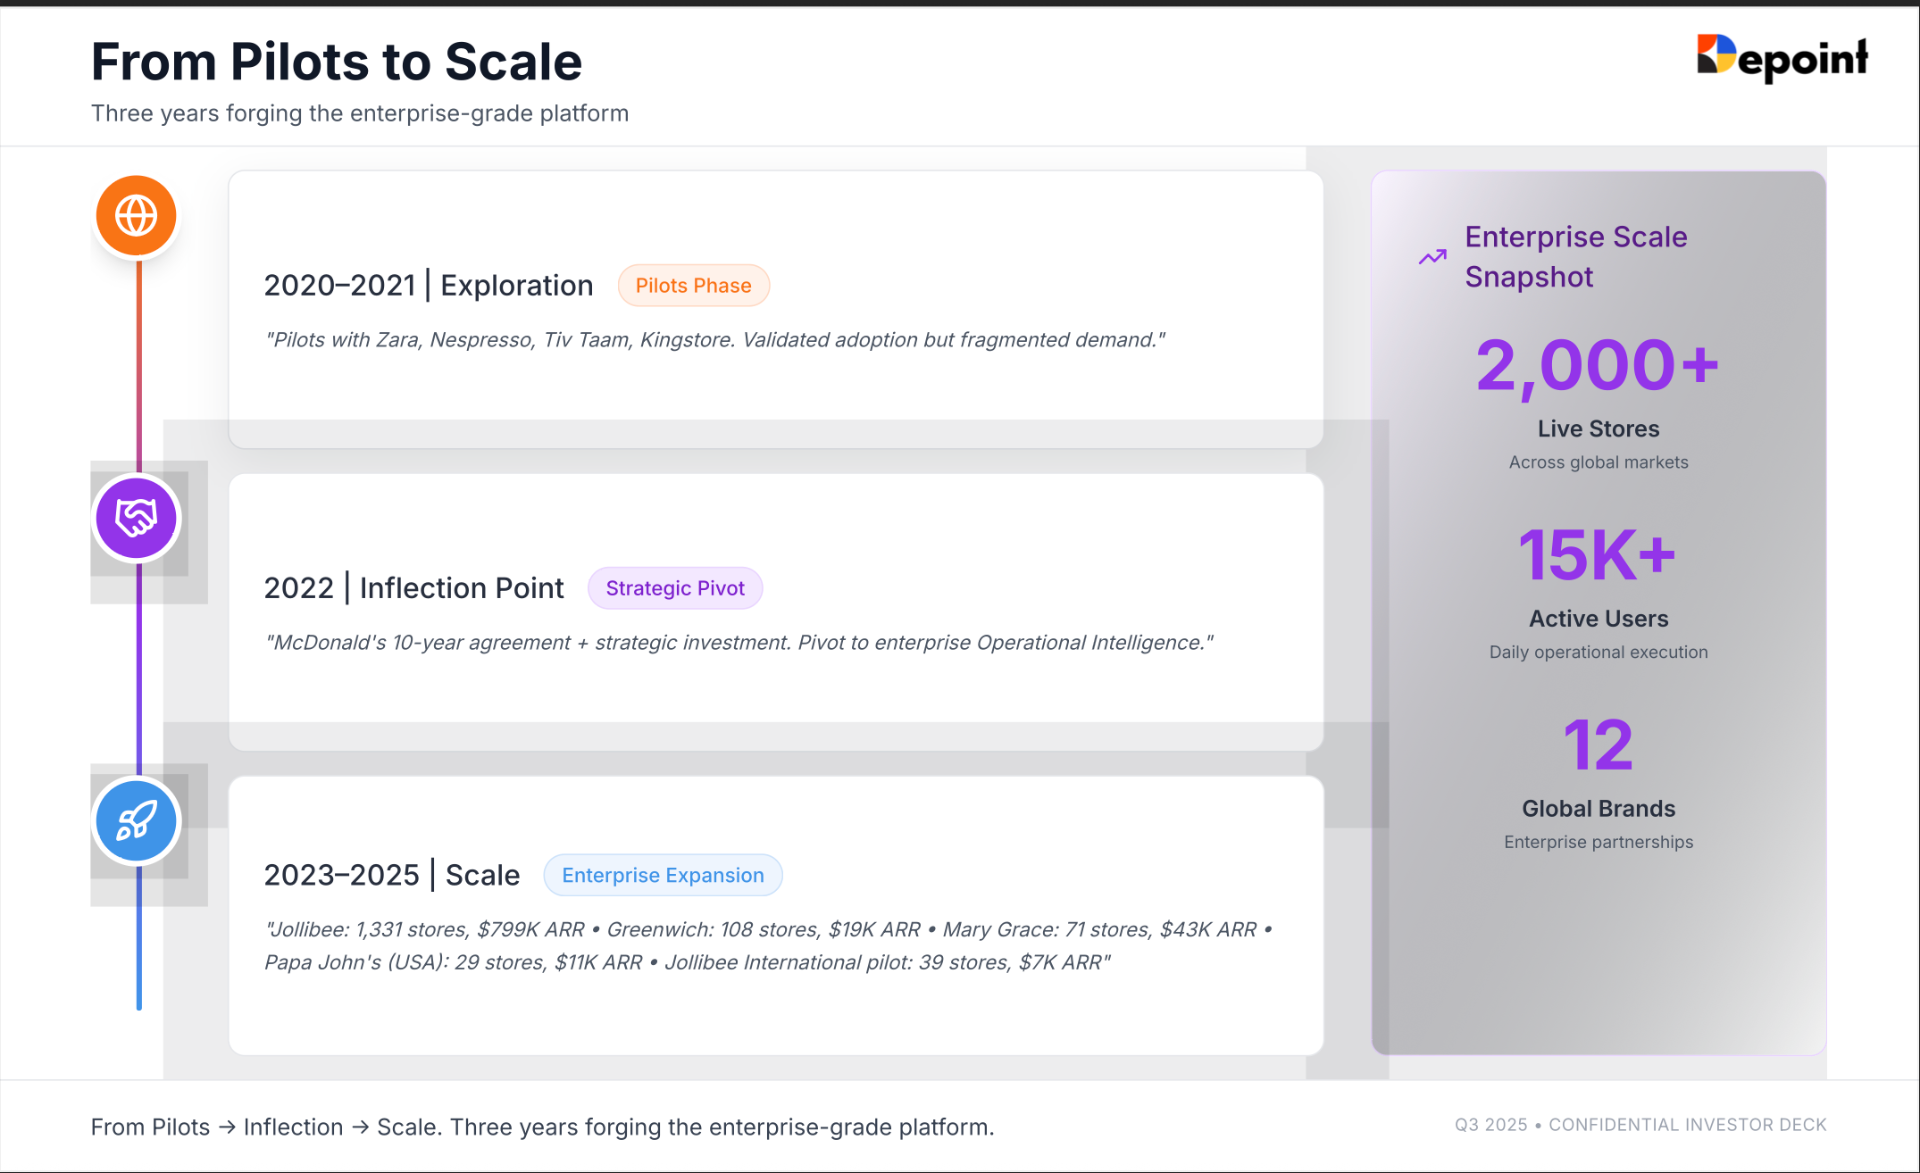 From Pilots to Scale
Three years forging the enterprise-grade platform
Depoint
2020–2021 | Exploration
Pilots Phase
"Pilots with Zara, Nespresso, Tiv Taam, Kingstore. Validated adoption but fragmented demand."
2022 | Inflection Point
Strategic Pivot
"McDonald's 10-year agreement + strategic investment. Pivot to enterprise Operational Intelligence."
2023–2025 | Scale
Enterprise Expansion
"Jollibee: 1,331 stores, $799K ARR • Greenwich: 108 stores, $19K ARR • Mary Grace: 71 stores, $43K ARR •
Papa John's (USA): 29 stores, $11K ARR • Jollibee International pilot: 39 stores, $7K ARR"
Enterprise Scale
Snapshot
2,000+
Live Stores
Across global markets
15K+
Active Users
Daily operational execution
12
Global Brands
Enterprise partnerships
From Pilots → Inflection → Scale. Three years forging the enterprise-grade platform.
Q3 2025 • CONFIDENTIAL INVESTOR DECK